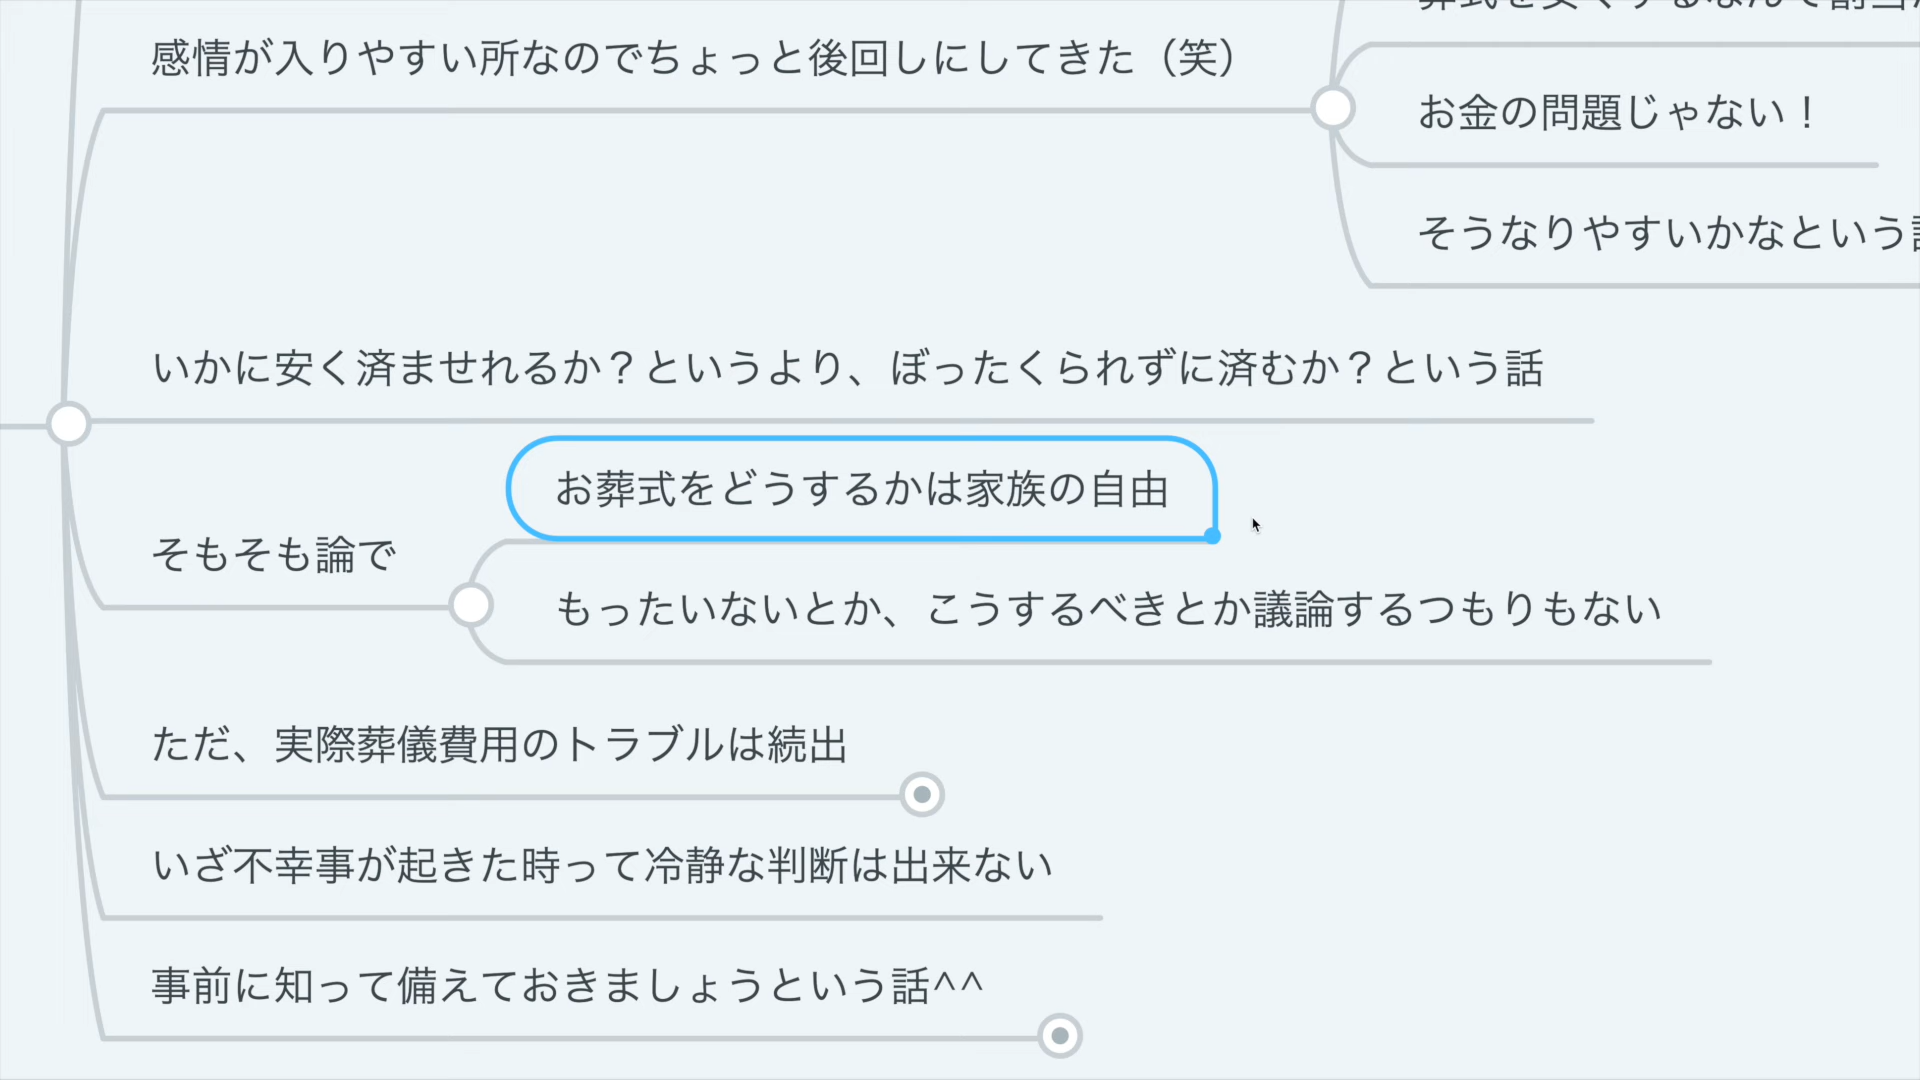 感情が入りやすい所なのでちょっと後回しにしてきた（笑）
お金の問題じゃない！
そうなりやすいかなという
いかに安く済ませれるか？というより、ぼったくられずに済むか？という話
お葬式をどうするかは家族の自由
そもそも論で
もったいないとか、こうするべきとか議論するつもりもない
ただ、実際葬儀費用のトラブルは続出
いざ不幸事が起きた時って冷静な判断は出来ない
事前に知って備えておきましょうという話^^